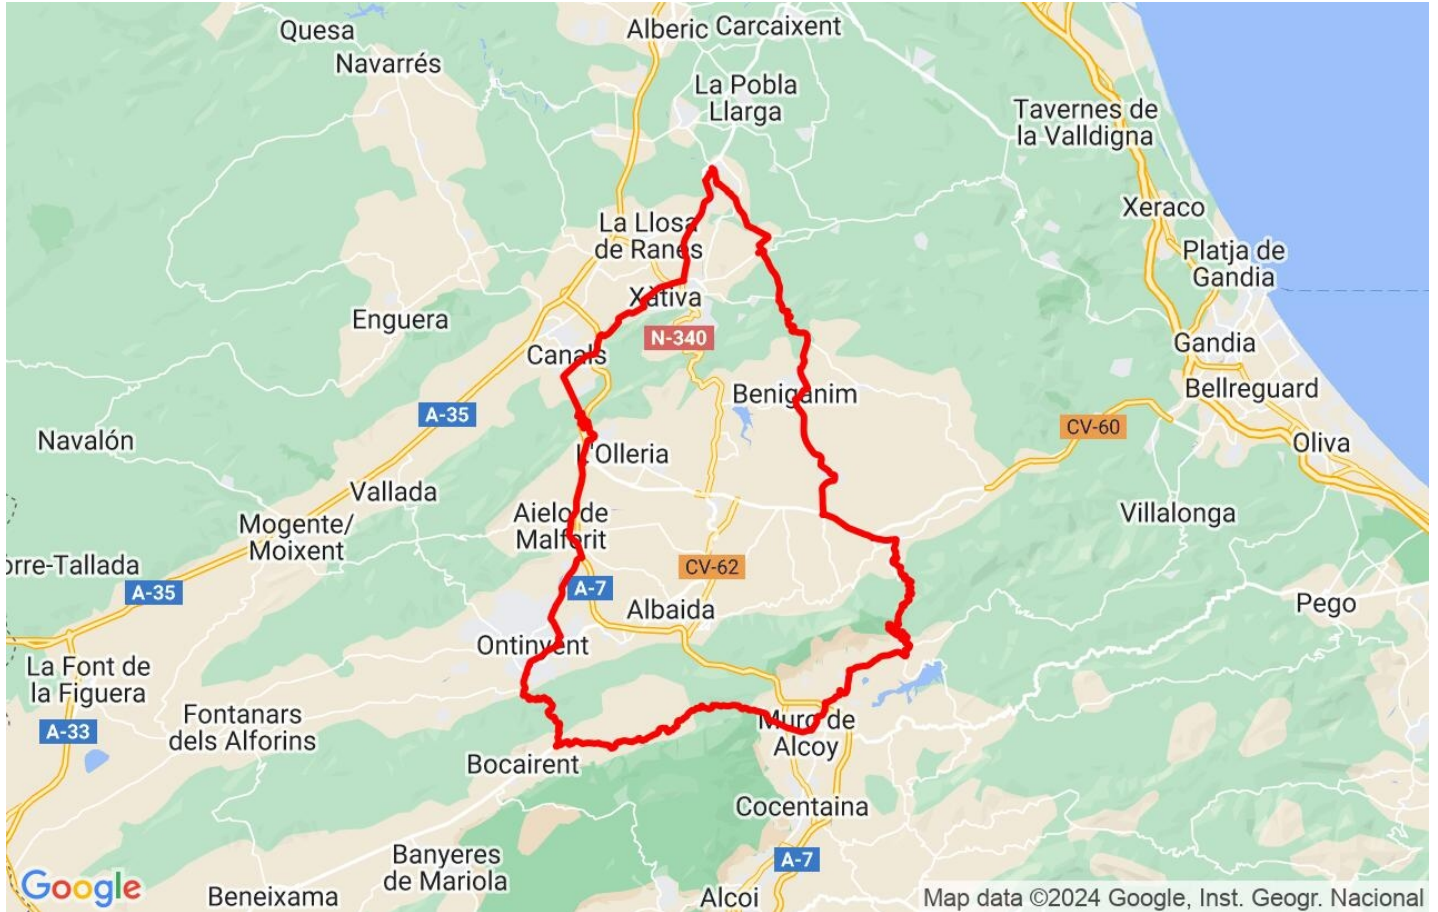 Quesa
Alberic
Carcaixent
Navarrés
La Pobla
Llarga
Tavernes de
la Valldigna
Xeraco
La Llosa
de Ranes
Platja de
Gandia
Xàtiva
Enguera
N-340
Gandia
Canals
Bellreguard
Beniganim
A-35
CV-60
Navalón
Oliva
L'Olleria
Vallada
Aielo de
Malferit
Villalonga
Mogente/
Moixent
orre-Tallada
CV-62
A-35
A-7
Albaida
Pego
Ontinyent
La Font de
la Figuera
Fontanars
dels Alforins
A-33
Muro de
Alcoy
Bocairent
Cocentaina
Banyeres
de Mariola
A-7
Google
Beneixama
Alcoi
Map data ©2024 Google, Inst. Geogr. Nacional